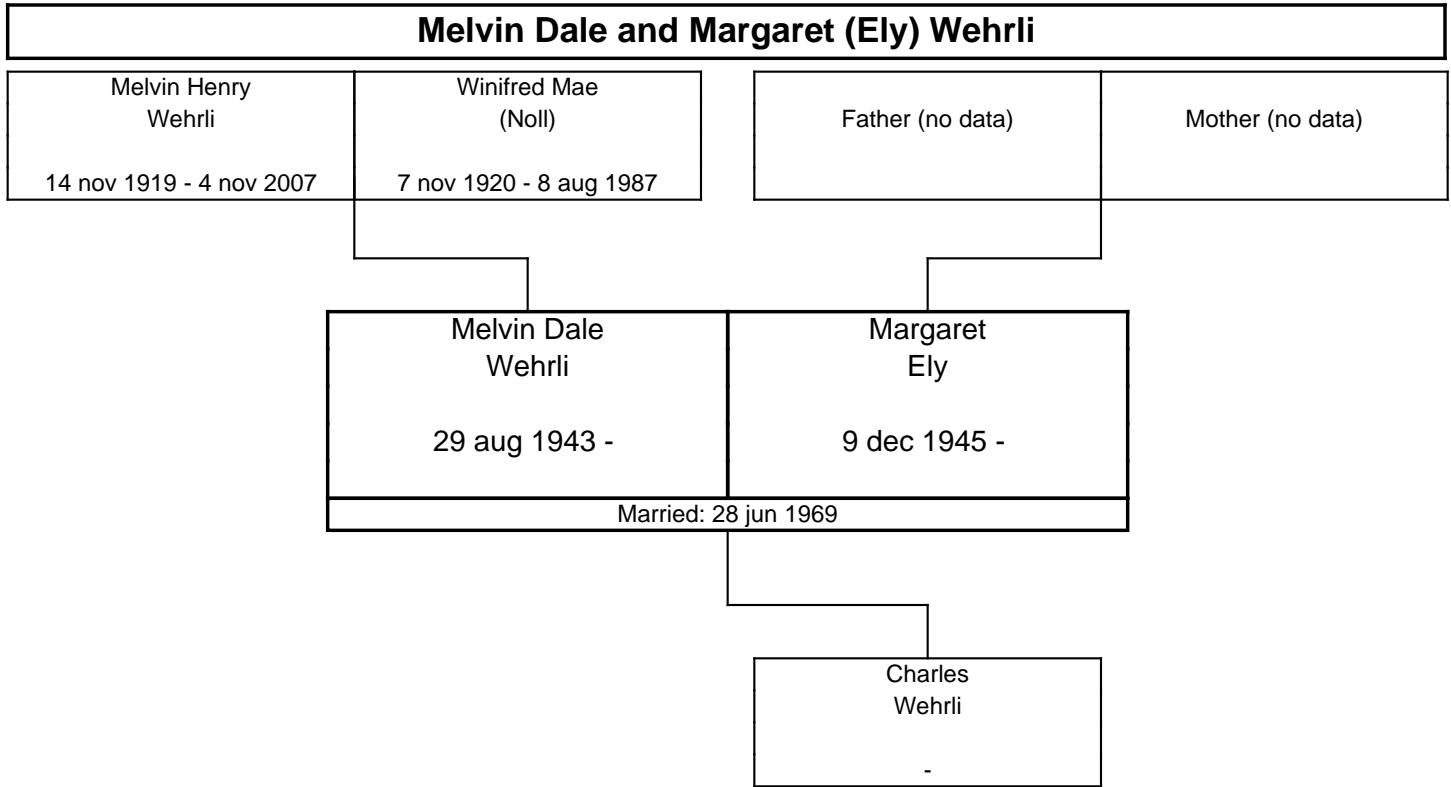 Melvin Dale and Margaret (Ely) Wehrli
Melvin Henry
Wehrli
14 nov 1919 - 4 nov 2007
Winifred Mae
(Noll)
7 nov 1920 - 8 aug 1987
Father (no data)
Mother (no data)
Melvin Dale
Wehrli
29 aug 1943 -
Margaret
Ely
9 dec 1945 -
Married: 28 jun 1969
Charles
Wehrli
-